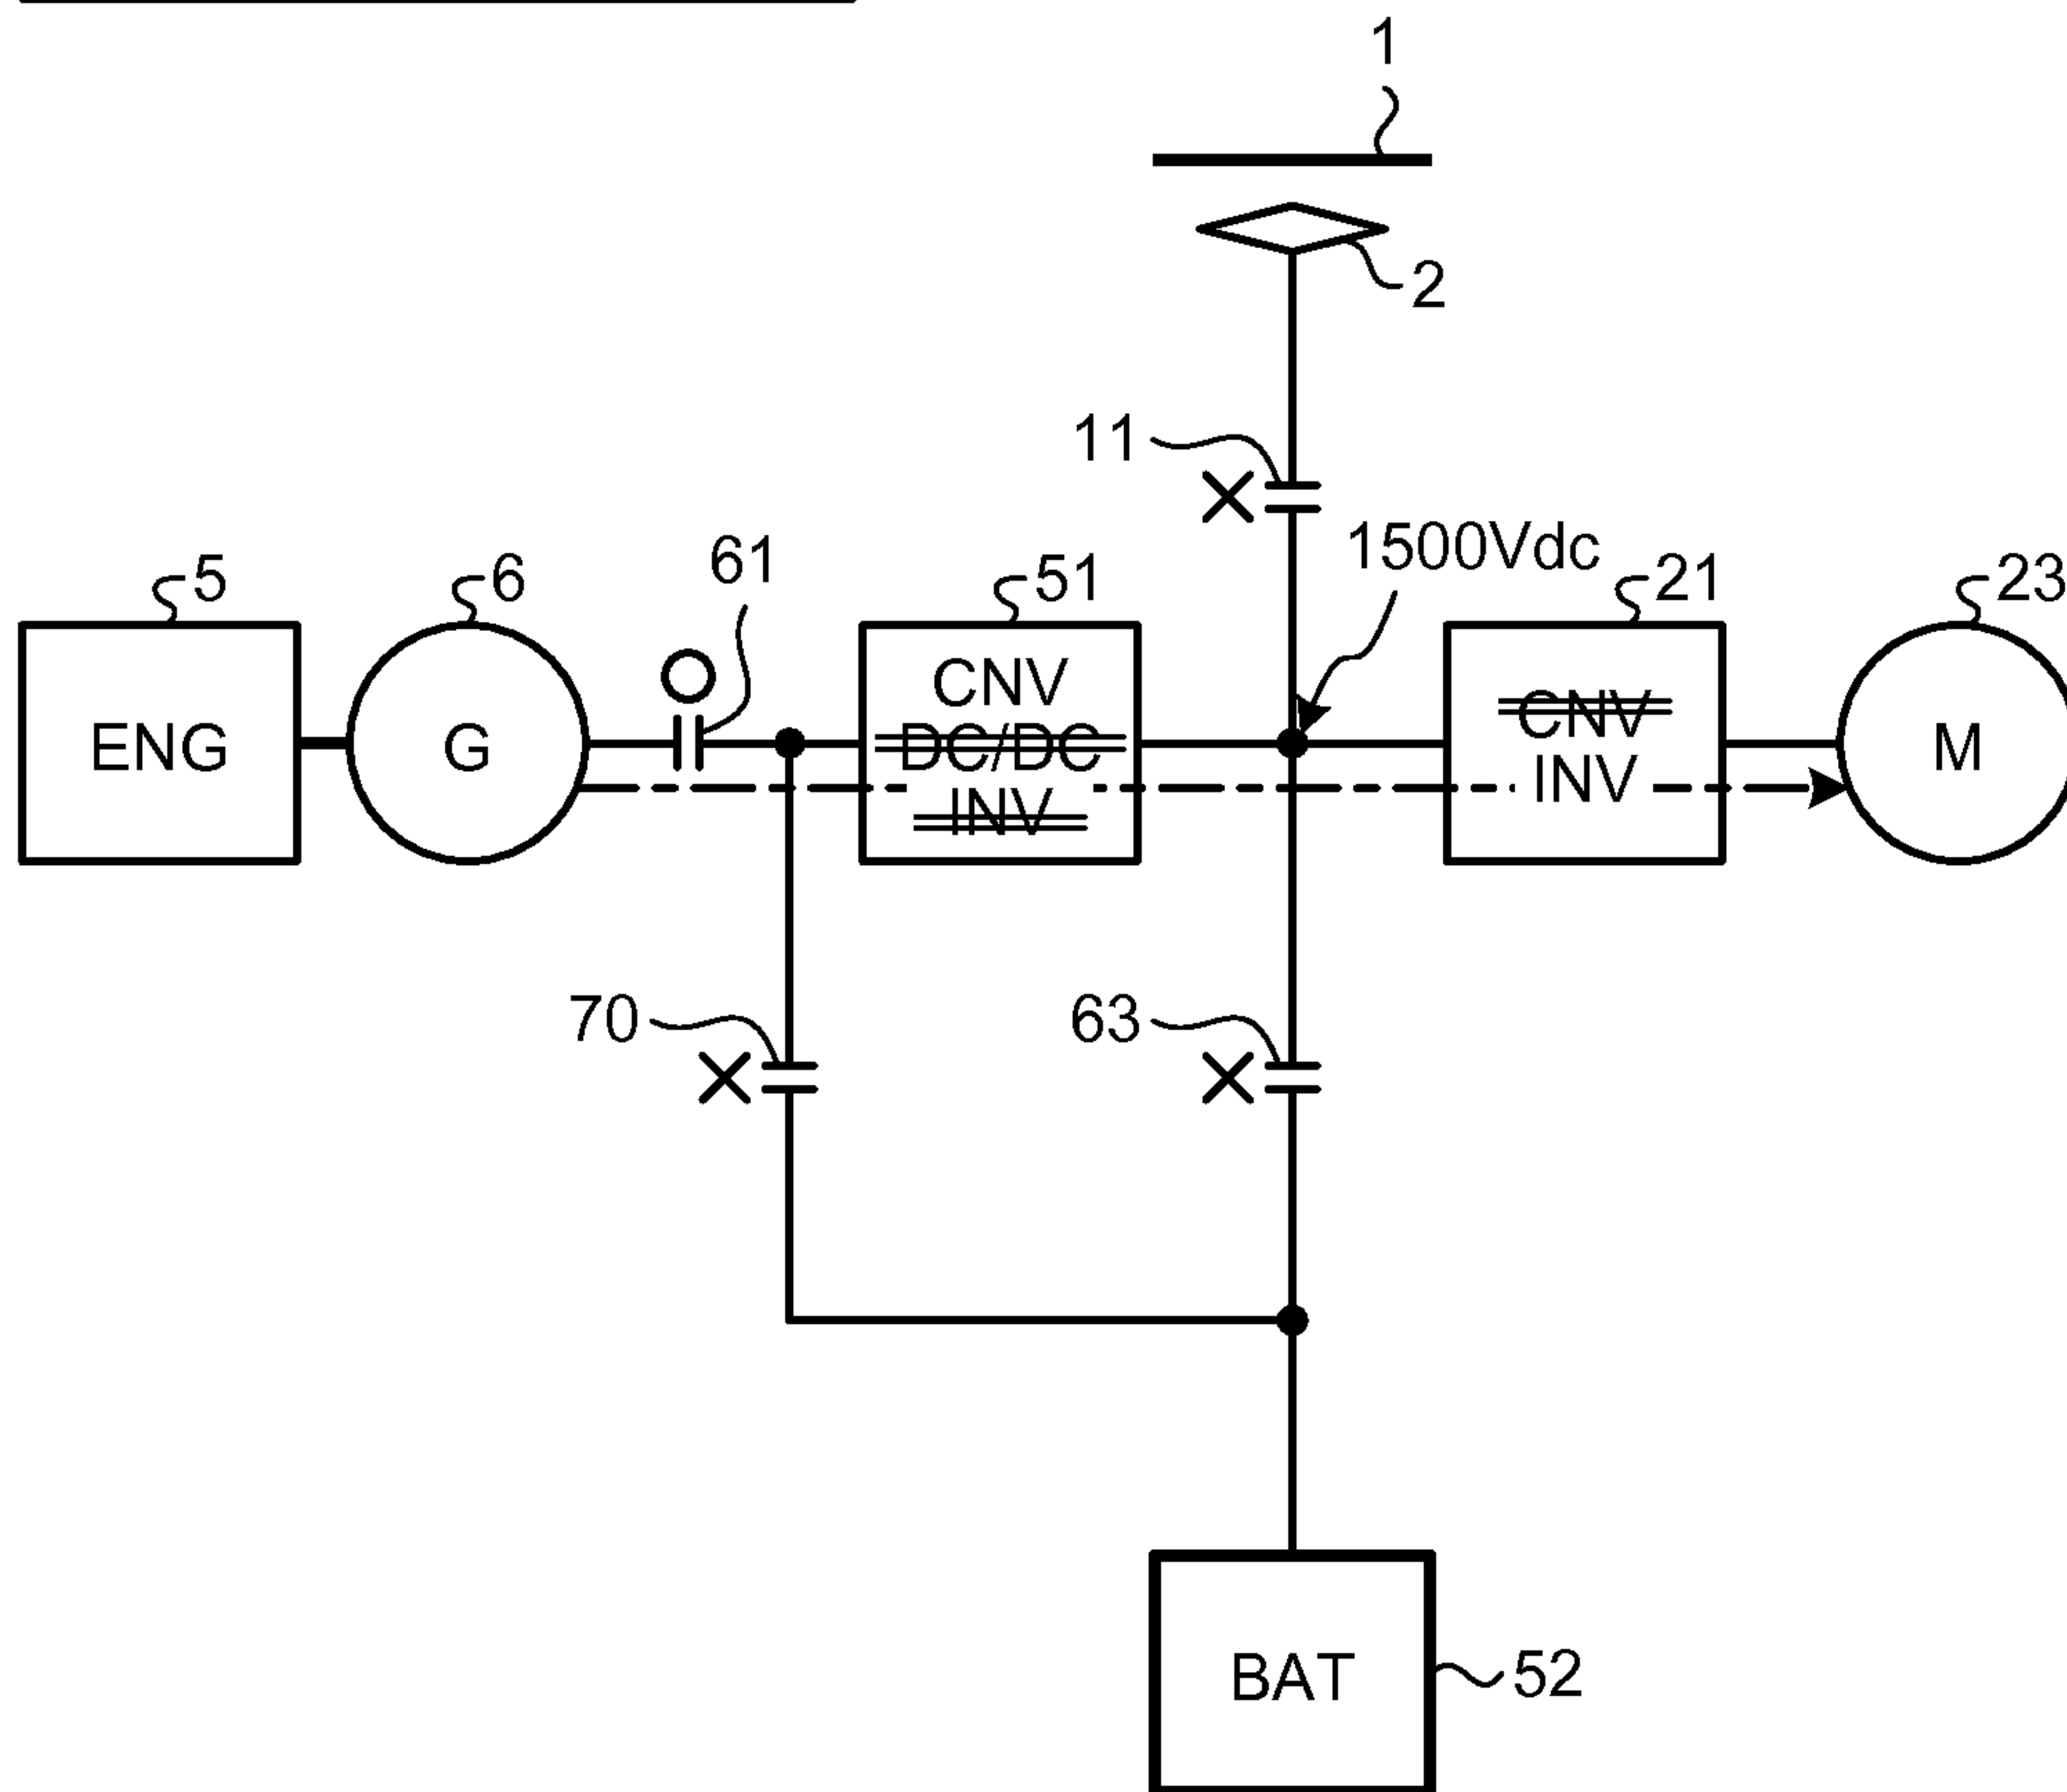 1
2
11
1500Vdc
5
6
61
51
21
23
ENG
G
CNV
DC/DC
INV
CNV
INV
M
70
63
BAT
52